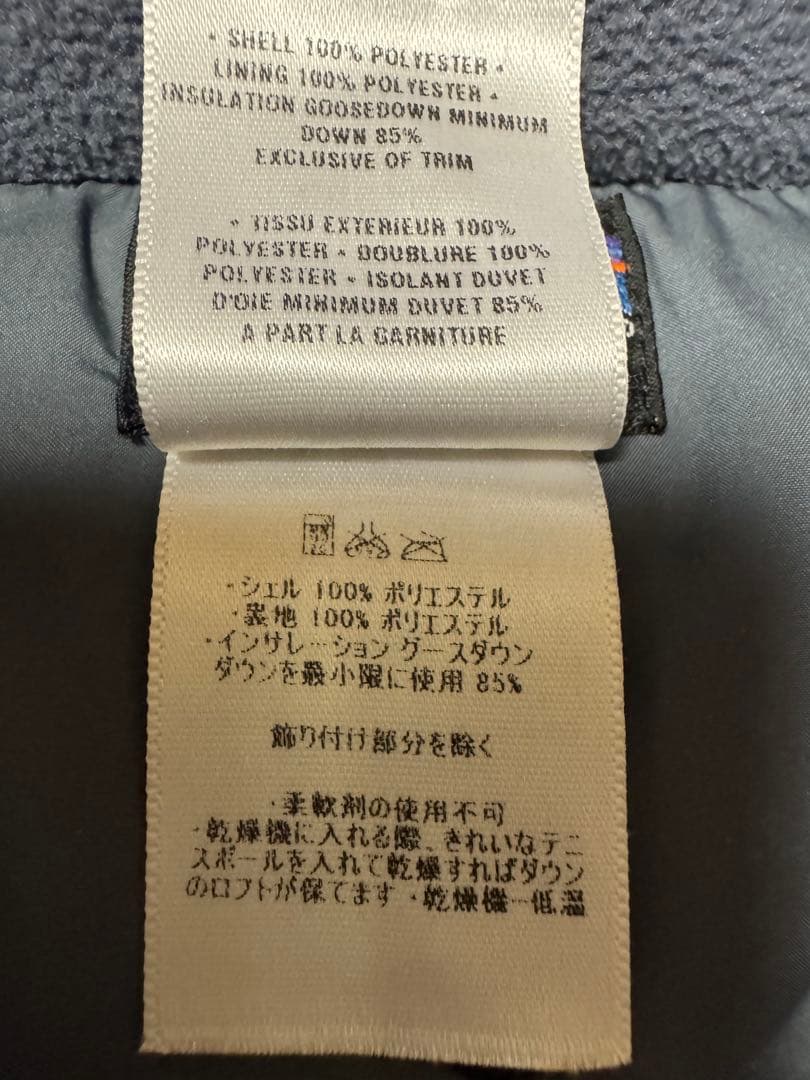 • SHELL 100% POLYESTER •
LINING 100% POLYESTER •
INSULATION GOOSEDOWN MINIMUM
DOWN 85%
EXCLUSIVE OF TRIM
• TISSU EXTERIEUR 100%
POLYESTER • DOUBLURE 100%
POLYESTER • ISOLANT DUVET
D'OIE MINIMUM DUVET 85%
A PART LA GARNITURE
・シェル 100% ポリエステル
・裏地 100% ポリエステル
・インサレーション グースダウン
ダウンを最小限に使用 85%
飾り付け部分を除く
・柔軟剤の使用不可
・乾燥機に入れる際、きれいなテニ
スボールを入れて乾燥すればダウン
のロフトが保てます ・乾燥機－低温